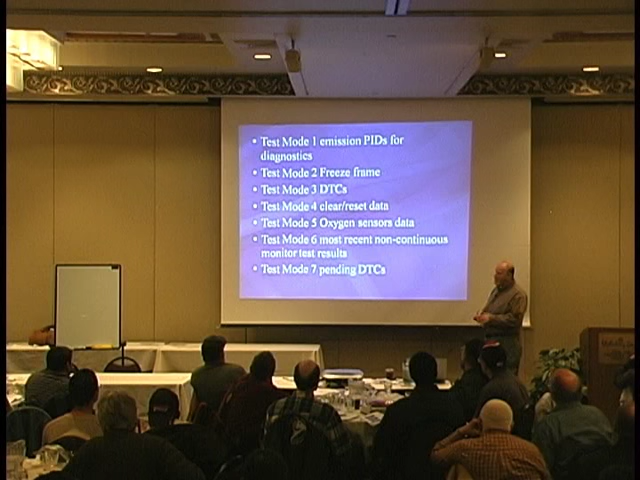 • Test Mode 1 emission PIDs for
diagnostics
• Test Mode 2 Freeze frame
• Test Mode 3 DTCs
• Test Mode 4 clear/reset data
• Test Mode 5 Oxygen sensors data
• Test Mode 6 most recent non-continuous
monitor test results
• Test Mode 7 pending DTCs